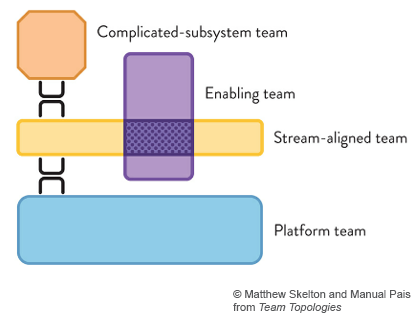 Complicated-subsystem team
Enabling team
Stream-aligned team
Platform team
© Matthew Skelton and Manual Pais
from Team Topologies